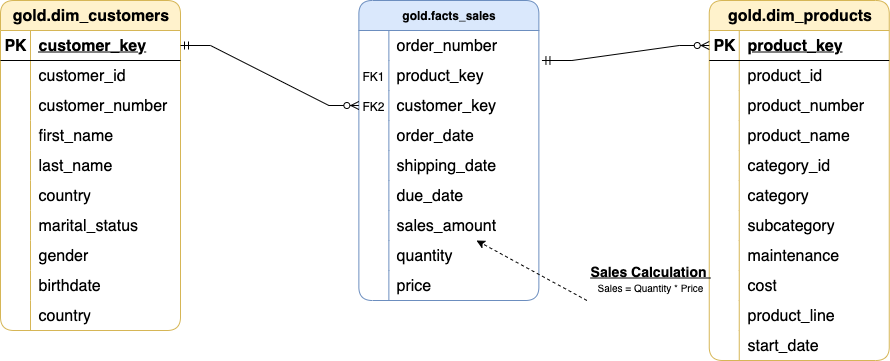 gold.dim_customers
PK customer_key
customer_id
customer_number
first_name
last_name
country
marital_status
gender
birthdate
country
gold.facts_sales
order_number
FK1 product_key
FK2 customer_key
order_date
shipping_date
due_date
sales_amount
quantity
price
Sales Calculation
Sales = Quantity * Price
gold.dim_products
PK product_key
product_id
product_number
product_name
category_id
category
subcategory
maintenance
cost
product_line
start_date